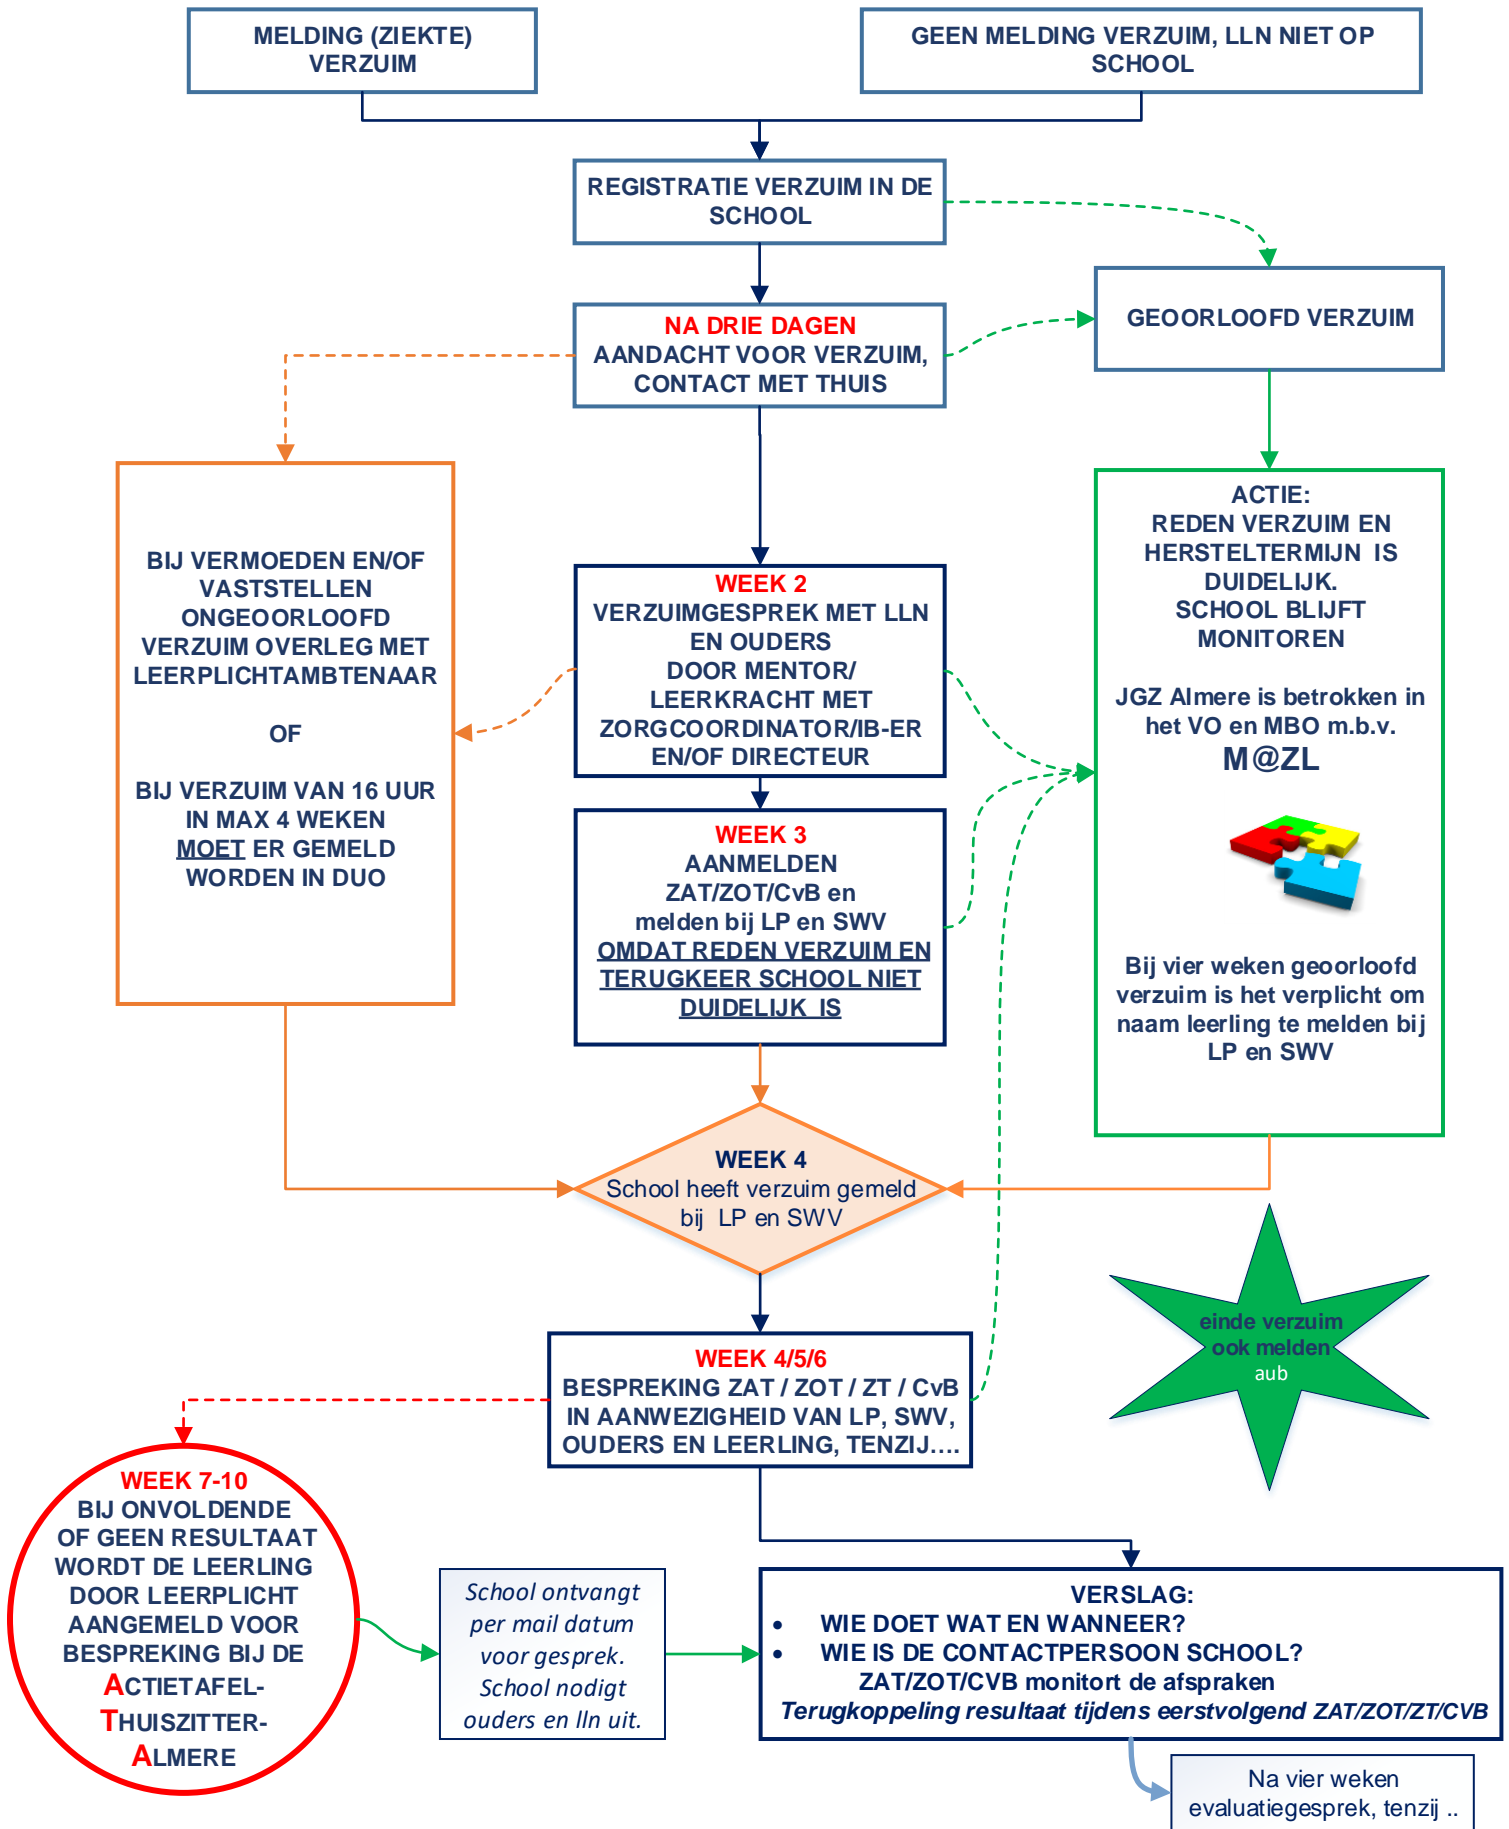 MELDING (ZIEKTE)
VERZUIM
GEEN MELDING VERZUIM, LLN NIET OP
SCHOOL
REGISTRATIE VERZUIM IN DE
SCHOOL
NA DRIE DAGEN
AANDACHT VOOR VERZUIM,
CONTACT MET THUIS
GEOORLOOFD VERZUIM
BIJ VERMOEDEN EN/OF
VASTSTELLEN
ONGEOORLOOFD
VERZUIM OVERLEG MET
LEERPLICHTAMBTENAAR
OF
BIJ VERZUIM VAN 16 UUR
IN MAX 4 WEKEN
MOET ER GEMELD
WORDEN IN DUO
WEEK 2
VERZUIMGESPREK MET LLN
EN OUDERS
DOOR MENTOR/
LEERKRACHT MET
ZORGCOORDINATOR/IB-ER
EN/OF DIRECTEUR
ACTIE:
REDEN VERZUIM EN
HERSTELTERMIJN IS
DUIDELIJK.
SCHOOL BLIJFT
MONITOREN
JGZ Almere is betrokken in
het VO en MBO m.b.v.
M@ZL
Bij vier weken geoorloofd
verzuim is het verplicht om
naam leerling te melden bij
LP en SWV
WEEK 3
AANMELDEN
ZAT/ZOT/CvB en
melden bij LP en SWV
OMDAT REDEN VERZUIM EN
TERUGKEER SCHOOL NIET
DUIDELIJK IS
WEEK 4
School heeft verzuim gemeld
bij LP en SWV
einde verzuim
ook melden
aub
WEEK 4/5/6
BESPREKING ZAT / ZOT / ZT / CvB
IN AANWEZIGHEID VAN LP, SWV,
OUDERS EN LEERLING, TENZIJ....
WEEK 7-10
BIJ ONVOLDENDE
OF GEEN RESULTAAT
WORDT DE LEERLING
DOOR LEERPLICHT
AANGEMELD VOOR
BESPREKING BIJ DE
ACTIETAFEL-
THUISZITTER-
ALMERE
School ontvangt
per mail datum
voor gesprek.
School nodigt
ouders en lln uit.
VERSLAG:
• WIE DOET WAT EN WANNEER?
• WIE IS DE CONTACTPERSOON SCHOOL?
ZAT/ZOT/CVB monitort de afspraken
Terugkoppeling resultaat tijdens eerstvolgend ZAT/ZOT/ZT/CVB
Na vier weken
evaluatiegesprek, tenzij ..